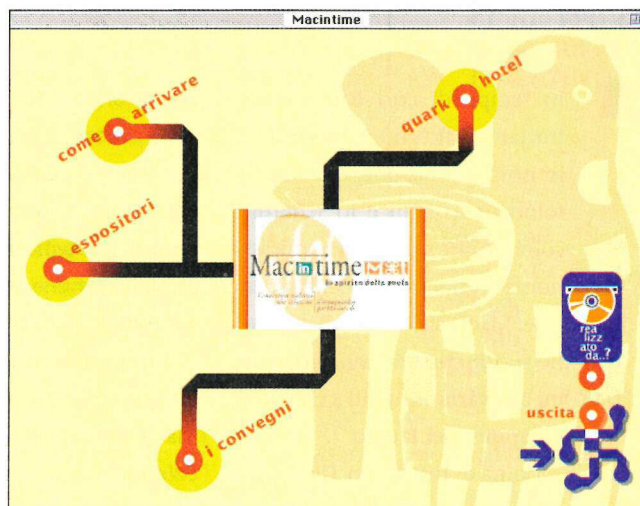 Macintime
come arrivare
quark hotel
espositori
Macintime
lo spirito della mela
i convegni
rea
lizz
ato
da..?
uscita